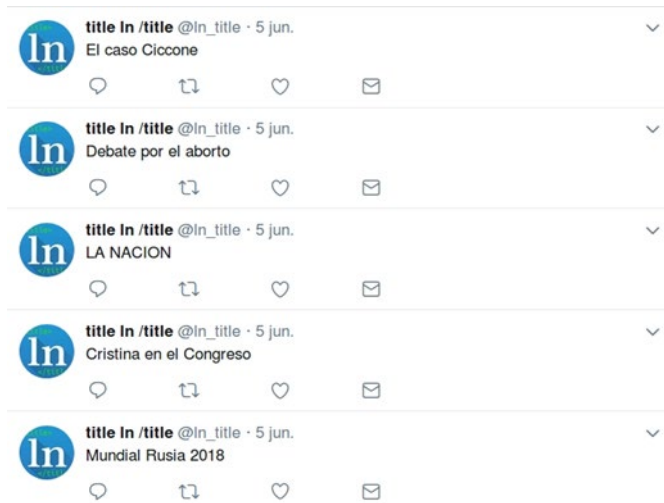 title ln /title @ln_title · 5 jun.
El caso Ciccone
title ln /title @ln_title · 5 jun.
Debate por el aborto
title ln /title @ln_title · 5 jun.
LA NACION
title ln /title @ln_title · 5 jun.
Cristina en el Congreso
title ln /title @ln_title · 5 jun.
Mundial Rusia 2018